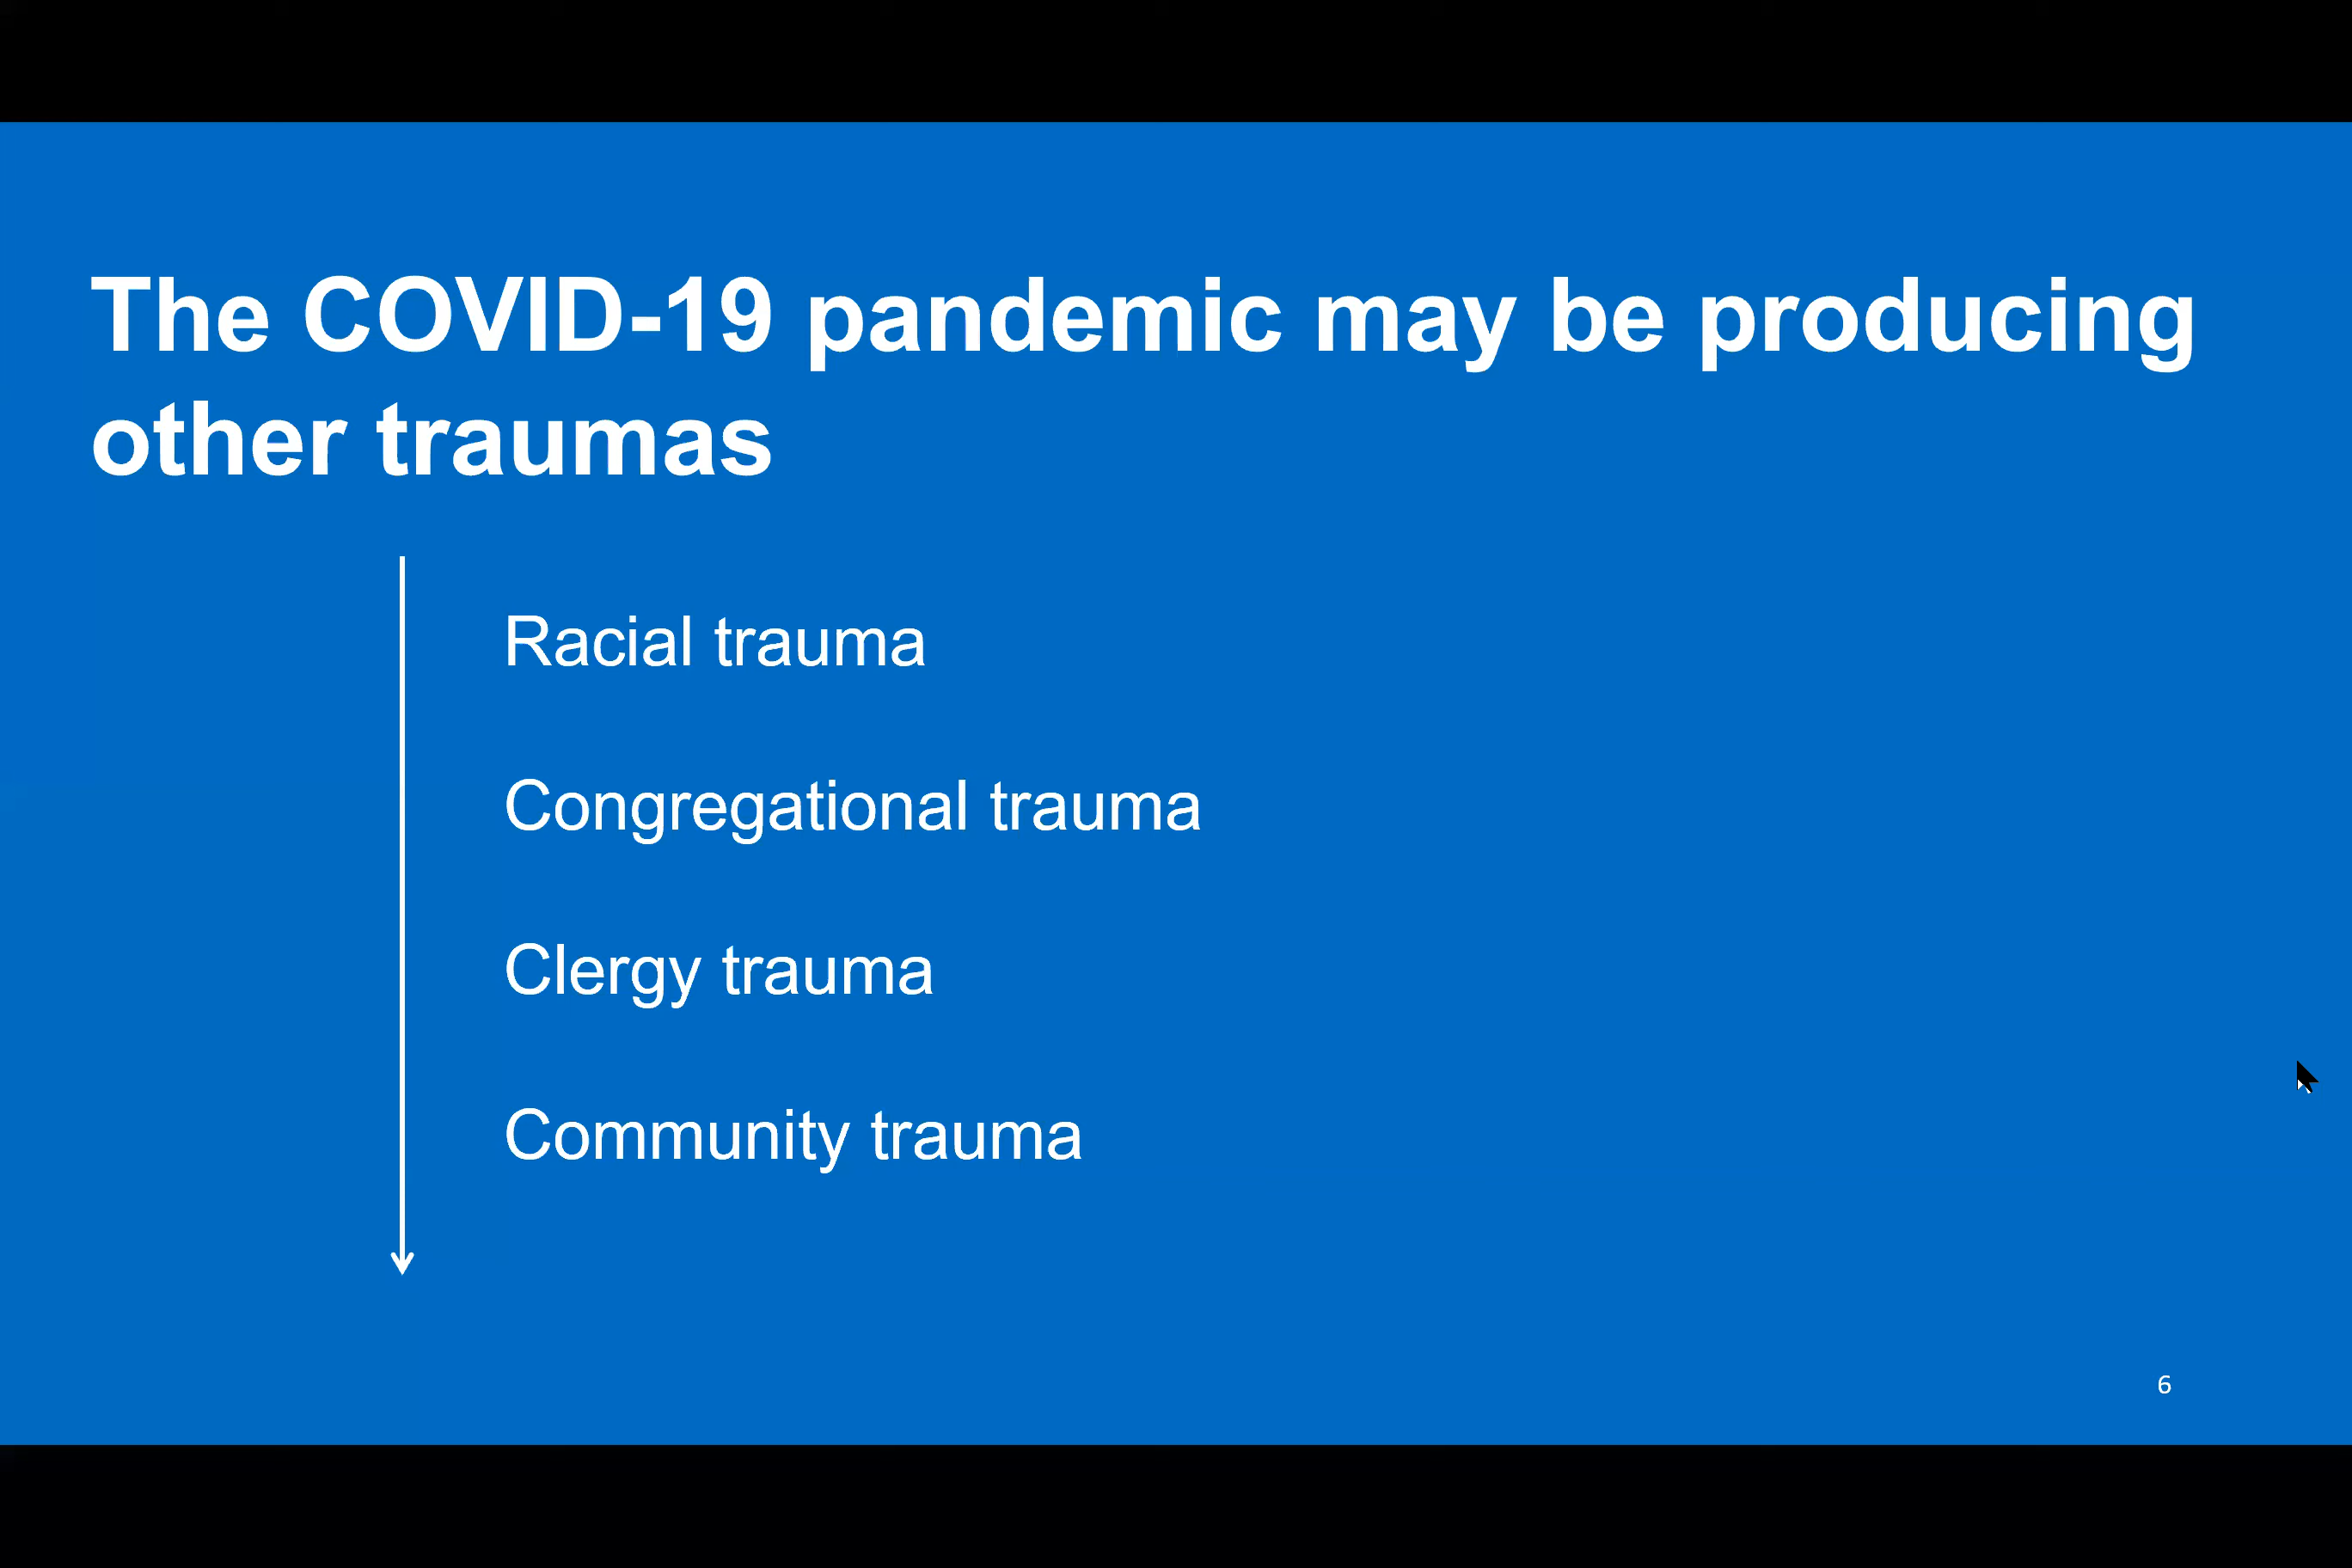 The COVID-19 pandemic may be producing
other traumas
Racial trauma
Congregational trauma
Clergy trauma
Community trauma
6